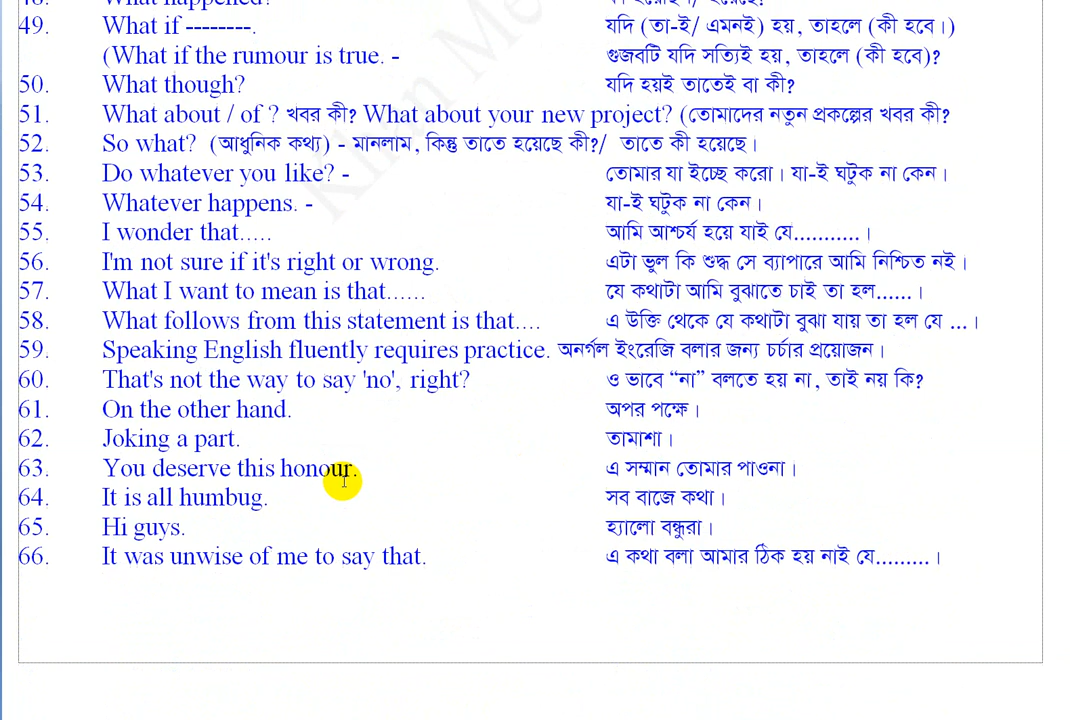 48. What happened? কী হয়েছিল/ হয়েছে?
49. What if --------. যদি (তা-ই/ এমনই) হয়, তাহলে (কী হবে।)
(What if the rumour is true. - গুজবটি যদি সত্যিই হয়, তাহলে (কী হবে)?
50. What though? যদি হয়ই তাতেই বা কী?
51. What about / of ? খবর কী? What about your new project? (তোমাদের নতুন প্রকল্পের খবর কী?
52. So what? (আধুনিক কথ্য) - মানলাম, কিন্তু তাতে হয়েছে কী?/ তাতে কী হয়েছে।
53. Do whatever you like? - তোমার যা ইচ্ছে করো। যা-ই ঘটুক না কেন।
54. Whatever happens. - যা-ই ঘটুক না কেন।
55. I wonder that..... আমি আশ্চর্য হয়ে যাই যে...........।
56. I'm not sure if it's right or wrong. এটা ভুল কি শুদ্ধ সে ব্যাপারে আমি নিশ্চিত নই।
57. What I want to mean is that...... যে কথাটা আমি বুঝাতে চাই তা হল......।
58. What follows from this statement is that.... এ উক্তি থেকে যে কথাটা বুঝা যায় তা হল যে ...।
59. Speaking English fluently requires practice. অনর্গল ইংরেজি বলার জন্য চর্চার প্রয়োজন।
60. That's not the way to say 'no', right? ও ভাবে “না” বলতে হয় না, তাই নয় কি?
61. On the other hand. অপর পক্ষে।
62. Joking a part. তামাশা।
63. You deserve this honour. এ সম্মান তোমার পাওনা।
64. It is all humbug. সব বাজে কথা।
65. Hi guys. হ্যালো বন্ধুরা।
66. It was unwise of me to say that. এ কথা বলা আমার ঠিক হয় নাই যে.........।